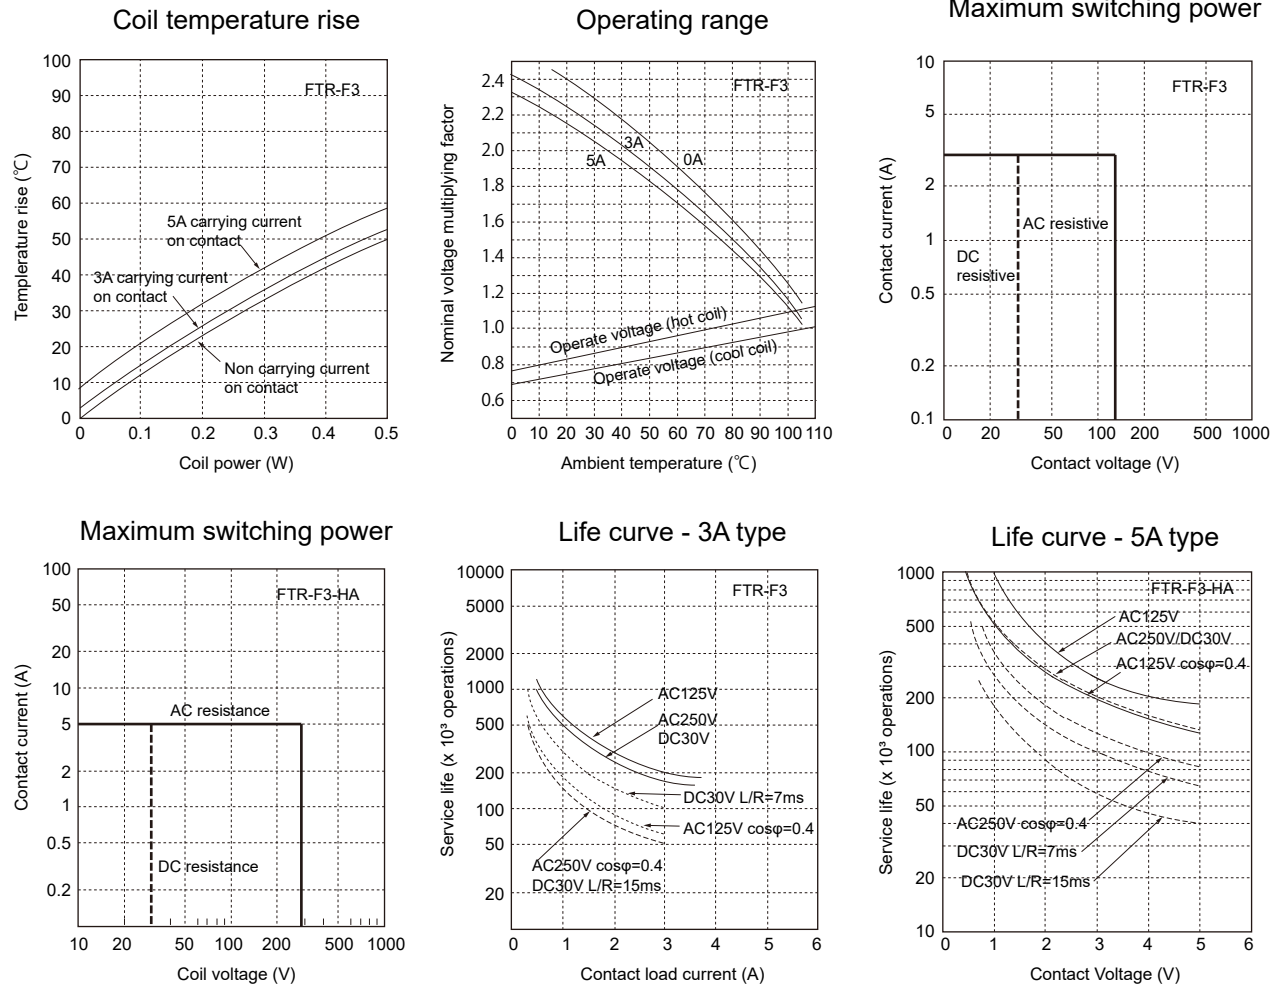 Coil temperature rise
100
90
80
70
60
50
40
30
20
10
0
Templerature rise (℃)
FTR-F3
5A carrying current
on contact
3A carrying current
on contact
Non carrying current
on contact
0 0.1 0.2 0.3 0.4 0.5
Coil power (W)
Operating range
2.4
2.2
2.0
1.8
1.6
1.4
1.2
1.0
0.8
0.6
Nominal voltage multiplying factor
FTR-F3
3A
5A
0A
Operate voltage (hot coil)
Operate voltage (cool coil)
0 10 20 30 40 50 60 70 80 90 100 110
Ambient temperature (℃)
Maximum switching power
10
5
2
1
0.5
0.2
0.1
Contact current (A)
FTR-F3
AC resistive
DC
resistive
0 20 50 100 200 500 1000
Contact voltage (V)
Maximum switching power
100
50
20
10
5
2
1
0.5
0.2
Contact current (A)
FTR-F3-HA
AC resistance
DC resistance
10 20 50 100 200 500 1000
Coil voltage (V)
Life curve - 3A type
10000
5000
2000
1000
500
200
100
50
20
Service life (x 10³ operations)
FTR-F3
AC125V
AC250V
DC30V
DC30V L/R=7ms
AC125V cosφ=0.4
AC250V cosφ=0.4
DC30V L/R=15ms
0 1 2 3 4 5 6
Contact load current (A)
Life curve - 5A type
1000
500
200
100
50
20
10
Service life (x 10³ operations)
FTR-F3-HA
AC125V
AC250V/DC30V
AC125V cosφ=0.4
AC250V cosφ=0.4
DC30V L/R=7ms
DC30V L/R=15ms
0 1 2 3 4 5 6
Contact Voltage (V)